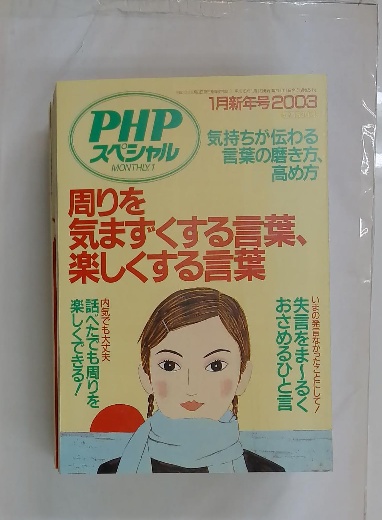 1月新年号2003
PHP
スペシャル
MONTHLY!
気持ちが伝わる
言葉の磨き方、
高め方
周りを
気まずくする言葉、
楽しくする言葉
いまの発言なかったことにして!
失言をま〜るく
おさめるひと言
内気でも大丈夫
話べたでも周りを
楽しくできる!